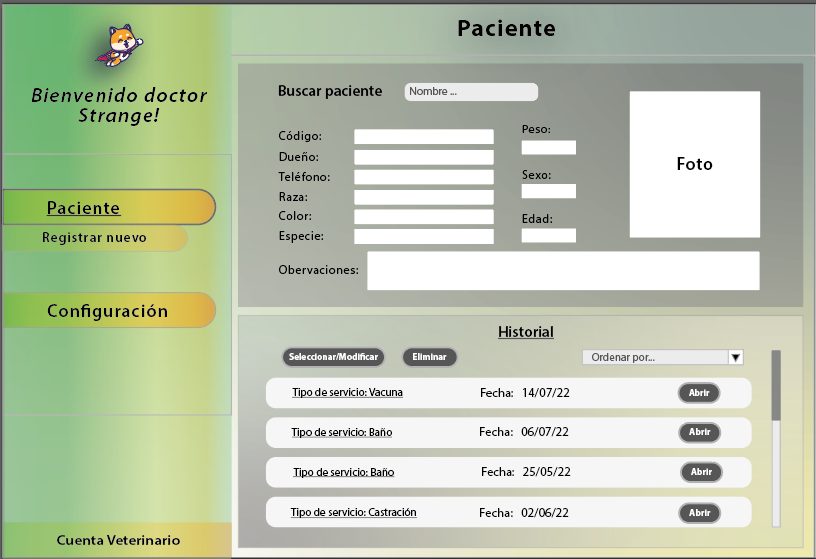 Paciente
Bienvenido doctor
Strange!
Buscar paciente
Nombre ...
Código:
Dueño:
Teléfono:
Raza:
Color:
Especie:
Peso:
Sexo:
Edad:
Foto
Obervaciones:
Paciente
Registrar nuevo
Configuración
Historial
Seleccionar/Modificar
Eliminar
Ordenar por...
Tipo de servicio: Vacuna Fecha: 14/07/22 Abrir
Tipo de servicio: Baño Fecha: 06/07/22 Abrir
Tipo de servicio: Baño Fecha: 25/05/22 Abrir
Tipo de servicio: Castración Fecha: 02/06/22 Abrir
Cuenta Veterinario